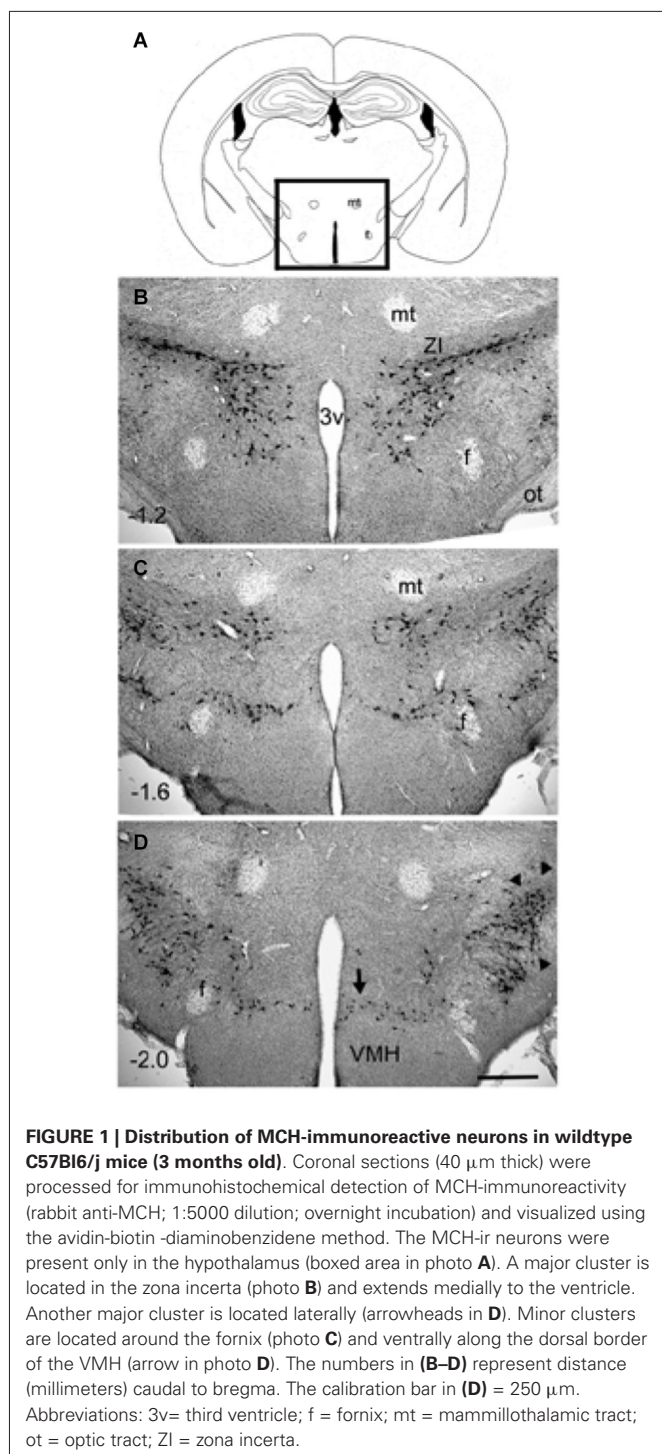 A
mt
f
B
mt
ZI
3v
f
ot
-1.2
C
mt
f
-1.6
D
f
VMH
-2.0
FIGURE 1 | Distribution of MCH-immunoreactive neurons in wildtype
C57Bl6/j mice (3 months old). Coronal sections (40 μm thick) were
processed for immunohistochemical detection of MCH-immunoreactivity
(rabbit anti-MCH; 1:5000 dilution; overnight incubation) and visualized using
the avidin-biotin -diaminobenzidene method. The MCH-ir neurons were
present only in the hypothalamus (boxed area in photo A). A major cluster is
located in the zona incerta (photo B) and extends medially to the ventricle.
Another major cluster is located laterally (arrowheads in D). Minor clusters
are located around the fornix (photo C) and ventrally along the dorsal border
of the VMH (arrow in photo D). The numbers in (B–D) represent distance
(millimeters) caudal to bregma. The calibration bar in (D) = 250 μm.
Abbreviations: 3v= third ventricle; f = fornix; mt = mammillothalamic tract;
ot = optic tract; ZI = zona incerta.